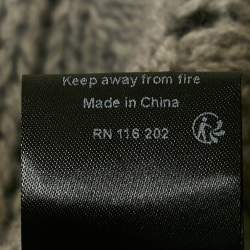 Keep away from fire
Made in China
RN 116 202